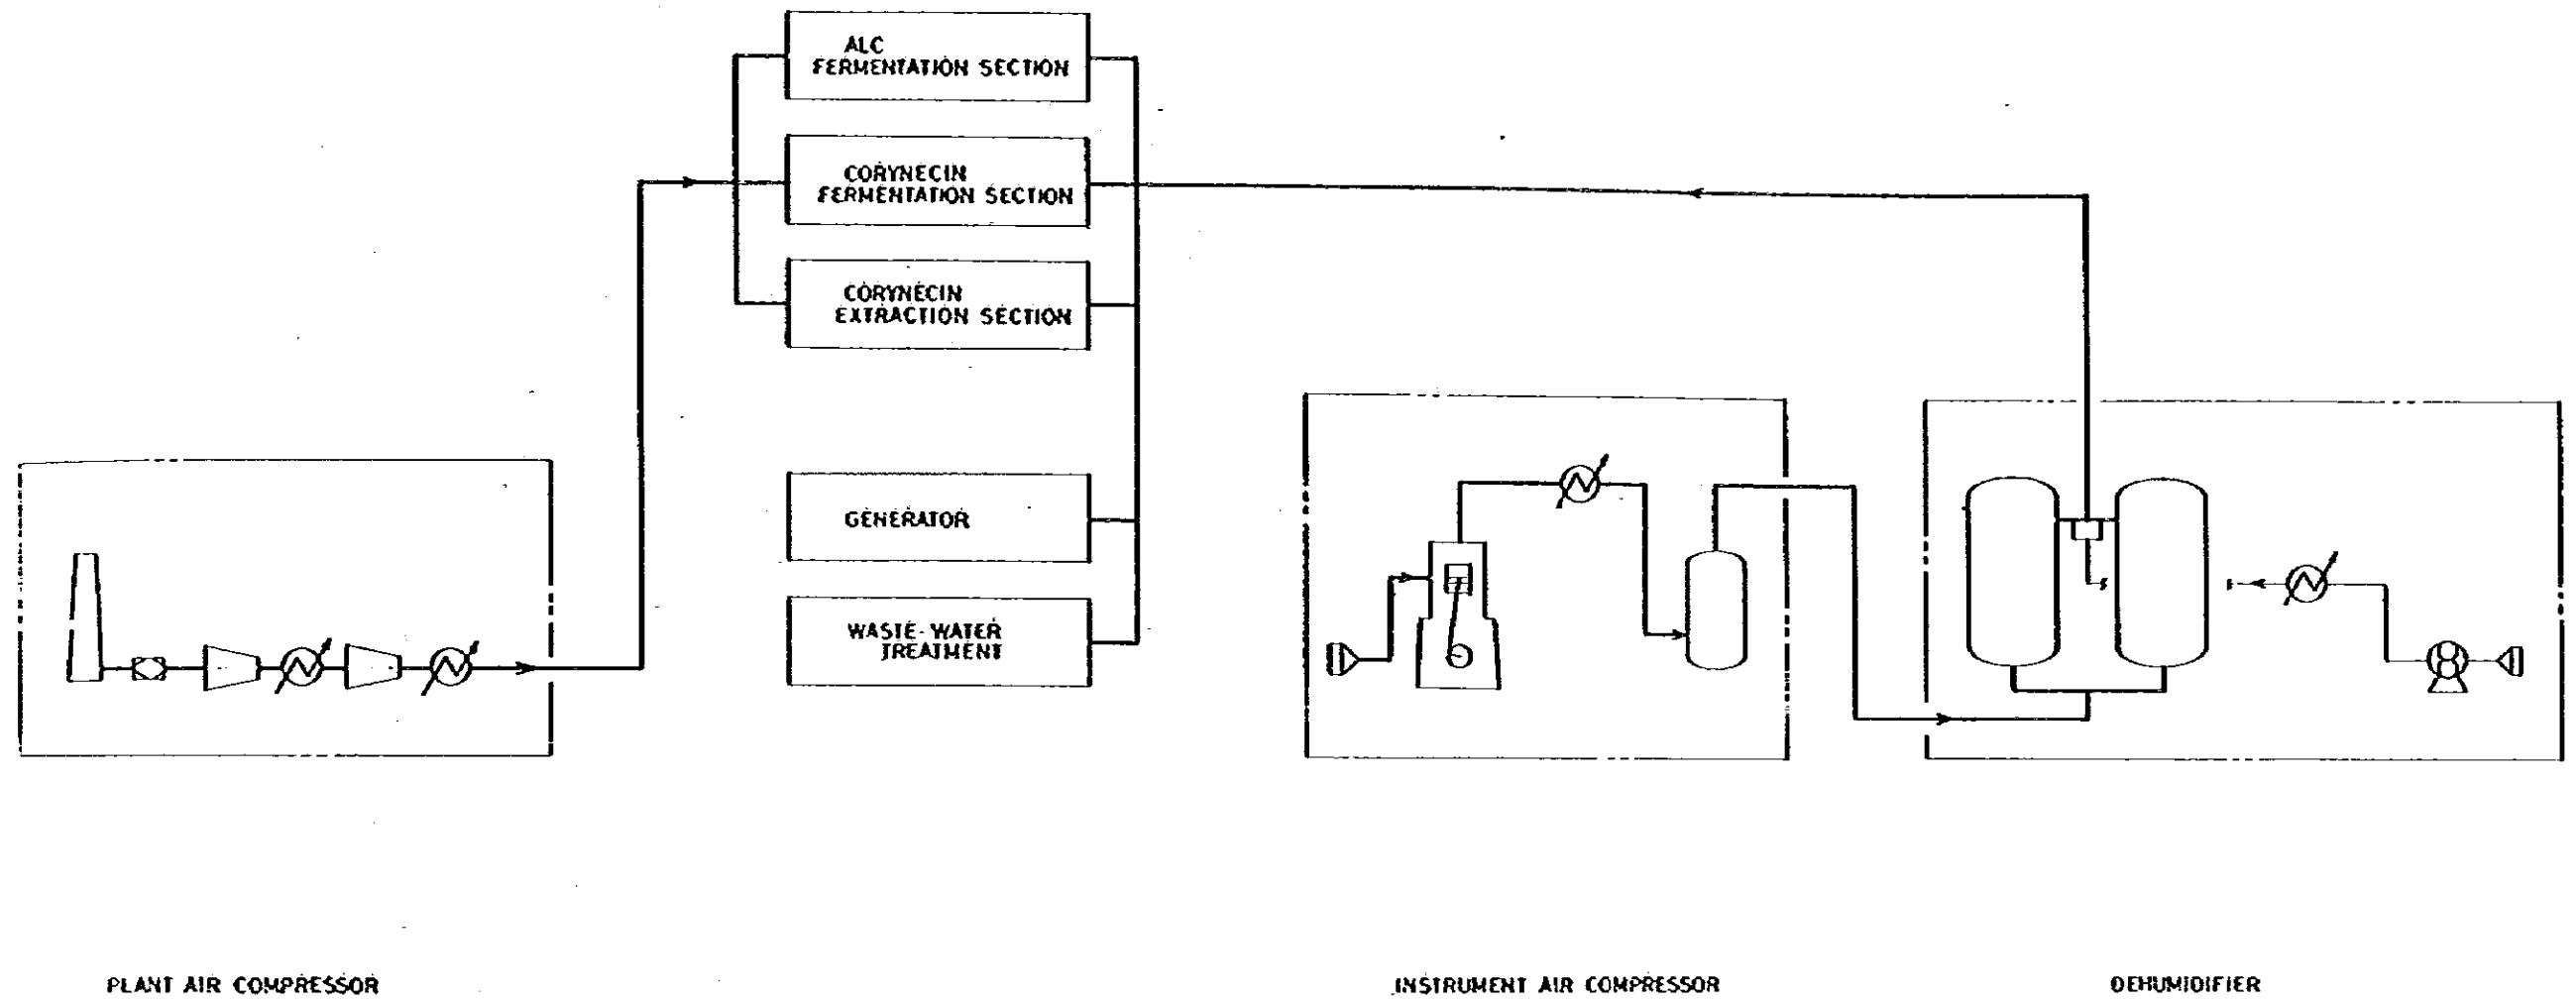 ALC
FERMENTATION SECTION
CORYNECIN
FERMENTATION SECTION
CORYNECIN
EXTRACTION SECTION
GENERATOR
WASTE-WATER
TREATMENT
PLANT AIR COMPRESSOR
INSTRUMENT AIR COMPRESSOR
DEHUMIDIFIER